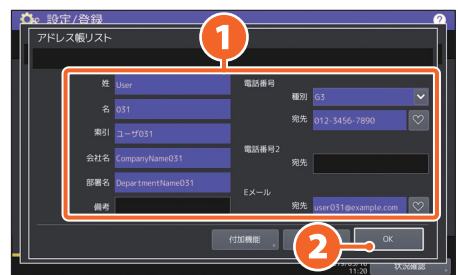 設定/登録
?
アドレス帳リスト
1
姓 User
名 031
索引 ユーザ031
会社名 CompanyName031
部署名 DepartmentName031
備考
電話番号
種別 G3
宛先 012-3456-7890
電話番号2
宛先
Eメール
宛先 user031@example.com
付加機能
2
OK
11:20
状況確認